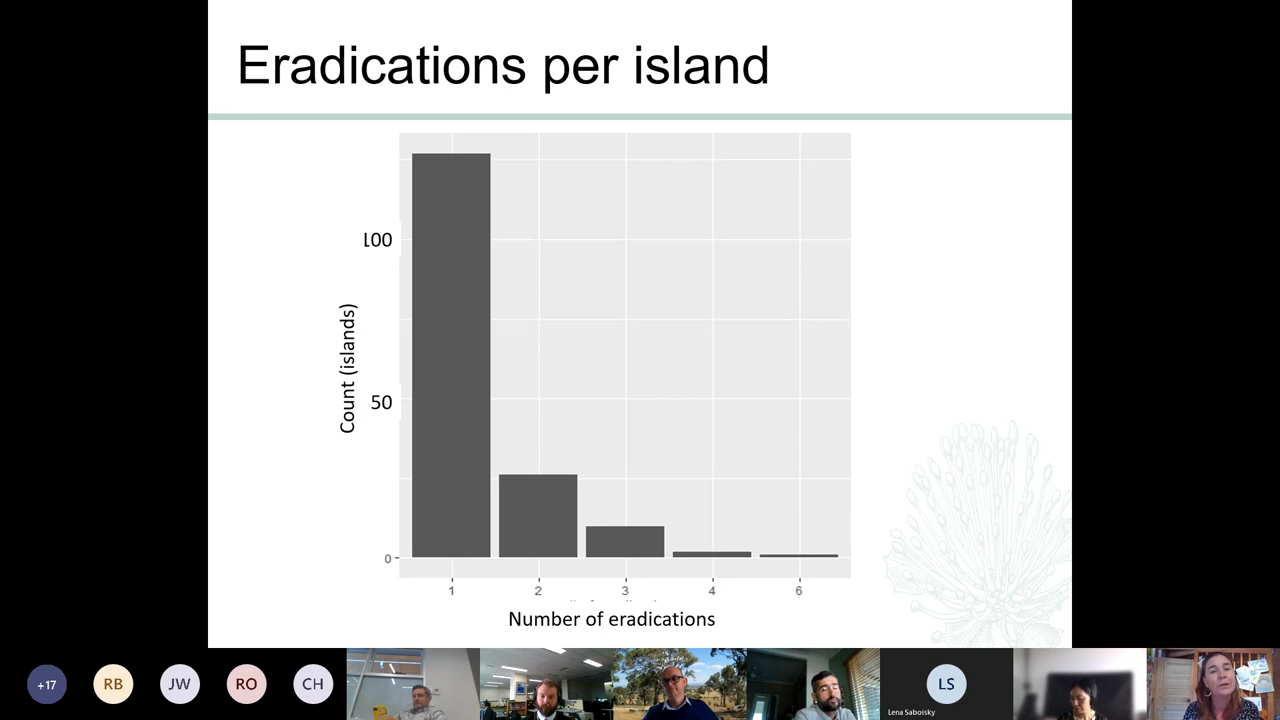 Eradications per island
100
50
0
Count (islands)
1 2 3 4 6
Number of eradications
+17 RB JW RO CH LS
Lena Saboisky